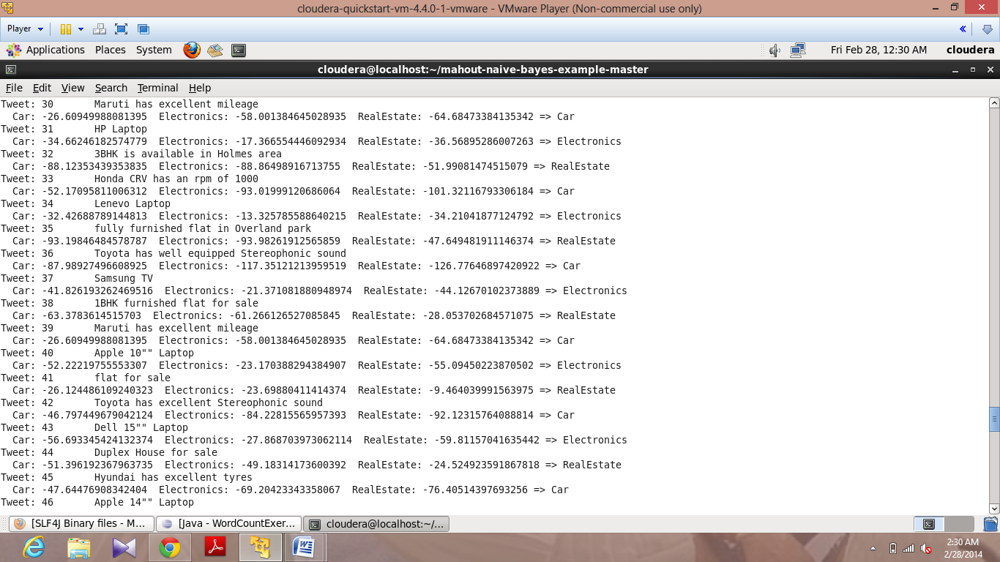 cloudera-quickstart-vm-4.4.0-1-vmware - VMware Player (Non-commercial use only)
Player
Applications Places System Fri Feb 28, 12:30 AM cloudera
cloudera@localhost:~/mahout-naive-bayes-example-master
File Edit View Search Terminal Help
Tweet: 30 Maruti has excellent mileage
Car: -26.60949988081395 Electronics: -58.001384645028935 RealEstate: -64.68473384135342 => Car
Tweet: 31 HP Laptop
Car: -34.66246182574779 Electronics: -17.366554446092934 RealEstate: -36.56895286007263 => Electronics
Tweet: 32 3BHK is available in Holmes area
Car: -88.12353439353835 Electronics: -88.86498916713755 RealEstate: -51.99081474515079 => RealEstate
Tweet: 33 Honda CRV has an rpm of 1000
Car: -52.17095811006312 Electronics: -93.01999120686064 RealEstate: -101.32116793306184 => Car
Tweet: 34 Lenevo Laptop
Car: -32.42688789144813 Electronics: -13.325785588640215 RealEstate: -34.21041877124792 => Electronics
Tweet: 35 fully furnished flat in Overland park
Car: -93.19846484578787 Electronics: -93.98261912565859 RealEstate: -47.649481911146374 => RealEstate
Tweet: 36 Toyota has well equipped Stereophonic sound
Car: -87.98927496608925 Electronics: -117.35121213959519 RealEstate: -126.77646897420922 => Car
Tweet: 37 Samsung TV
Car: -41.826193262469516 Electronics: -21.371081880948974 RealEstate: -44.12670102373889 => Electronics
Tweet: 38 1BHK furnished flat for sale
Car: -63.3783614515703 Electronics: -61.266126527085845 RealEstate: -28.053702684571075 => RealEstate
Tweet: 39 Maruti has excellent mileage
Car: -26.60949988081395 Electronics: -58.001384645028935 RealEstate: -64.68473384135342 => Car
Tweet: 40 Apple 10"" Laptop
Car: -52.22219755553307 Electronics: -23.170388294384907 RealEstate: -55.09450223870502 => Electronics
Tweet: 41 flat for sale
Car: -26.124486109240323 Electronics: -23.69880411414374 RealEstate: -9.464039991563975 => RealEstate
Tweet: 42 Toyota has excellent Stereophonic sound
Car: -46.797449679042124 Electronics: -84.22815565957393 RealEstate: -92.12315764088814 => Car
Tweet: 43 Dell 15"" Laptop
Car: -56.693345424132374 Electronics: -27.868703973062114 RealEstate: -59.81157041635442 => Electronics
Tweet: 44 Duplex House for sale
Car: -51.396192367963735 Electronics: -49.18314173600392 RealEstate: -24.524923591867818 => RealEstate
Tweet: 45 Hyundai has excellent tyres
Car: -47.64476908342404 Electronics: -69.20423343358067 RealEstate: -76.40514397693256 => Car
Tweet: 46 Apple 14"" Laptop
[SLF4J Binary files - M... [Java - WordCountExer... cloudera@localhost:~/...
2:30 AM
2/28/2014